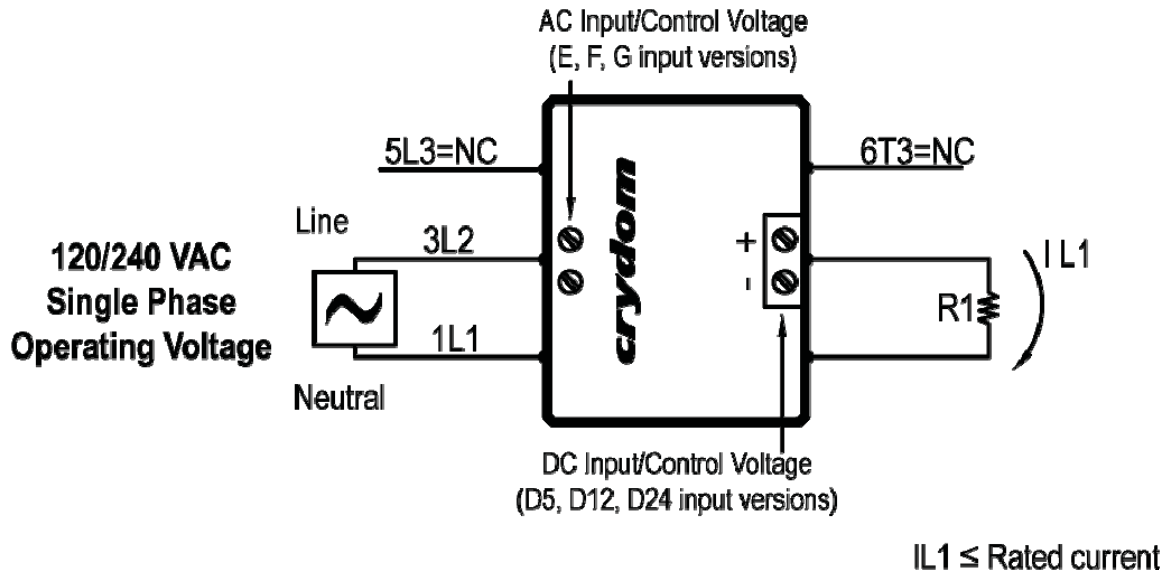 AC Input/Control Voltage
(E, F, G input versions)
5L3=NC
6T3=NC
Line
120/240 VAC
Single Phase
Operating Voltage
3L2
1L1
Neutral
crydom
+
-
R1
I L1
DC Input/Control Voltage
(D5, D12, D24 input versions)
IL1 ≤ Rated current